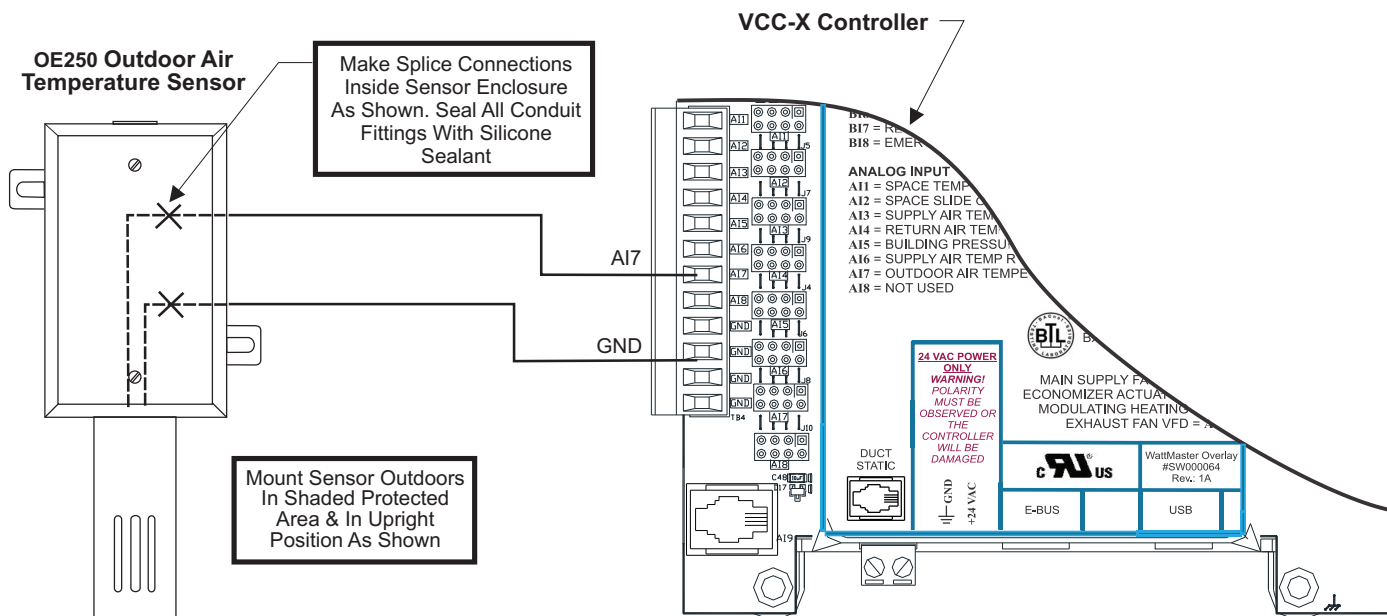 VCC-X Controller
OE250 Outdoor Air
Temperature Sensor
Make Splice Connections
Inside Sensor Enclosure
As Shown. Seal All Conduit
Fittings With Silicone
Sealant
AI7
GND
Mount Sensor Outdoors
In Shaded Protected
Area & In Upright
Position As Shown
AI1
AI2
AI3
AI4
AI5
AI6
AI7
AI8
GND
GND
GND
GND
TB4
AI1
J5
AI2
J7
AI3
J9
AI4
J4
AI5
J6
AI6
J8
AI7
J10
AI8
C48
AI9
BI7 = RE
BI8 = EMER
ANALOG INPUT
AI1 = SPACE TEMP
AI2 = SPACE SLIDE
AI3 = SUPPLY AIR TEM
AI4 = RETURN AIR TEM
AI5 = BUILDING PRESSU
AI6 = SUPPLY AIR TEMP R
AI7 = OUTDOOR AIR TEMPE
AI8 = NOT USED
BTL
MAIN SUPPLY FA
ECONOMIZER ACTUAT
MODULATING HEATING
EXHAUST FAN VFD =
24 VAC POWER
ONLY
WARNING!
POLARITY
MUST BE
OBSERVED OR
THE
CONTROLLER
WILL BE
DAMAGED
GND
+24 VAC
DUCT
STATIC
C RU ® US
WattMaster Overlay
#SW000064
Rev.: 1A
E-BUS
USB